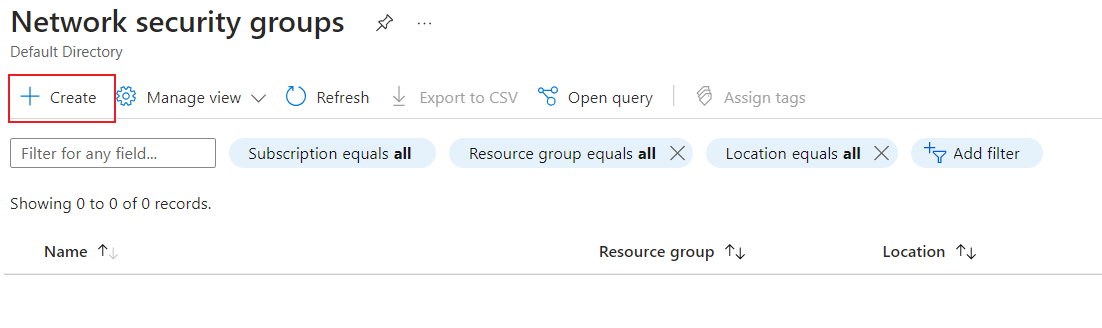 Network security groups ...
Default Directory
+ Create Manage view Refresh Export to CSV Open query Assign tags
Filter for any field... Subscription equals all Resource group equals all Location equals all Add filter
Showing 0 to 0 of 0 records.
Name ↑↓ Resource group ↑↓ Location ↑↓